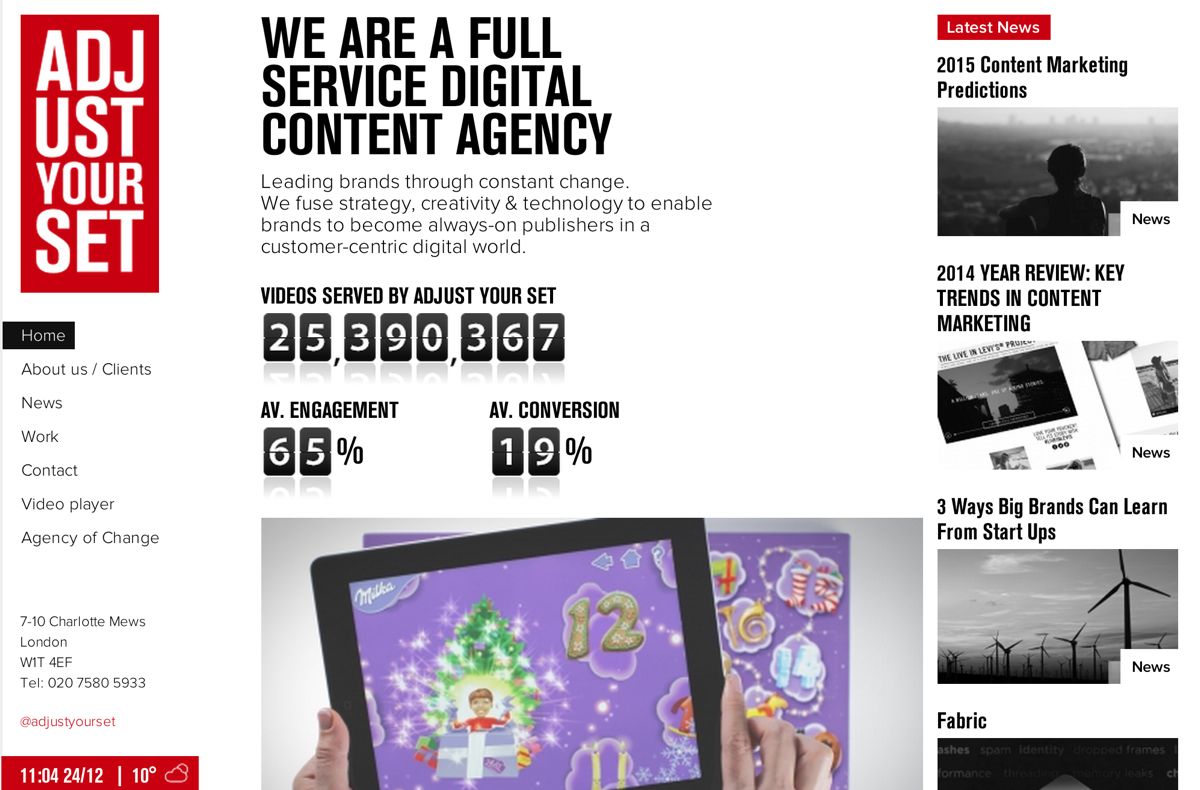 ADJ
UST
YOUR
SET
Home
About us / Clients
News
Work
Contact
Video player
Agency of Change
7-10 Charlotte Mews
London
W1T 4EF
Tel: 020 7580 5933
@adjustyourset
11:04 24/12 | 10°
WE ARE A FULL
SERVICE DIGITAL
CONTENT AGENCY
Leading brands through constant change.
We fuse strategy, creativity & technology to enable
brands to become always-on publishers in a
customer-centric digital world.
VIDEOS SERVED BY ADJUST YOUR SET
25,390,367
AV. ENGAGEMENT
65%
AV. CONVERSION
19%
Milka
12
15
14
11
Latest News
2015 Content Marketing
Predictions
News
2014 YEAR REVIEW: KEY
TRENDS IN CONTENT
MARKETING
THE LIVE IN LEVI'S® PROJECT
News
3 Ways Big Brands Can Learn
From Start Ups
News
Fabric
ashes spam identity dropped frames
formance threading memory leaks